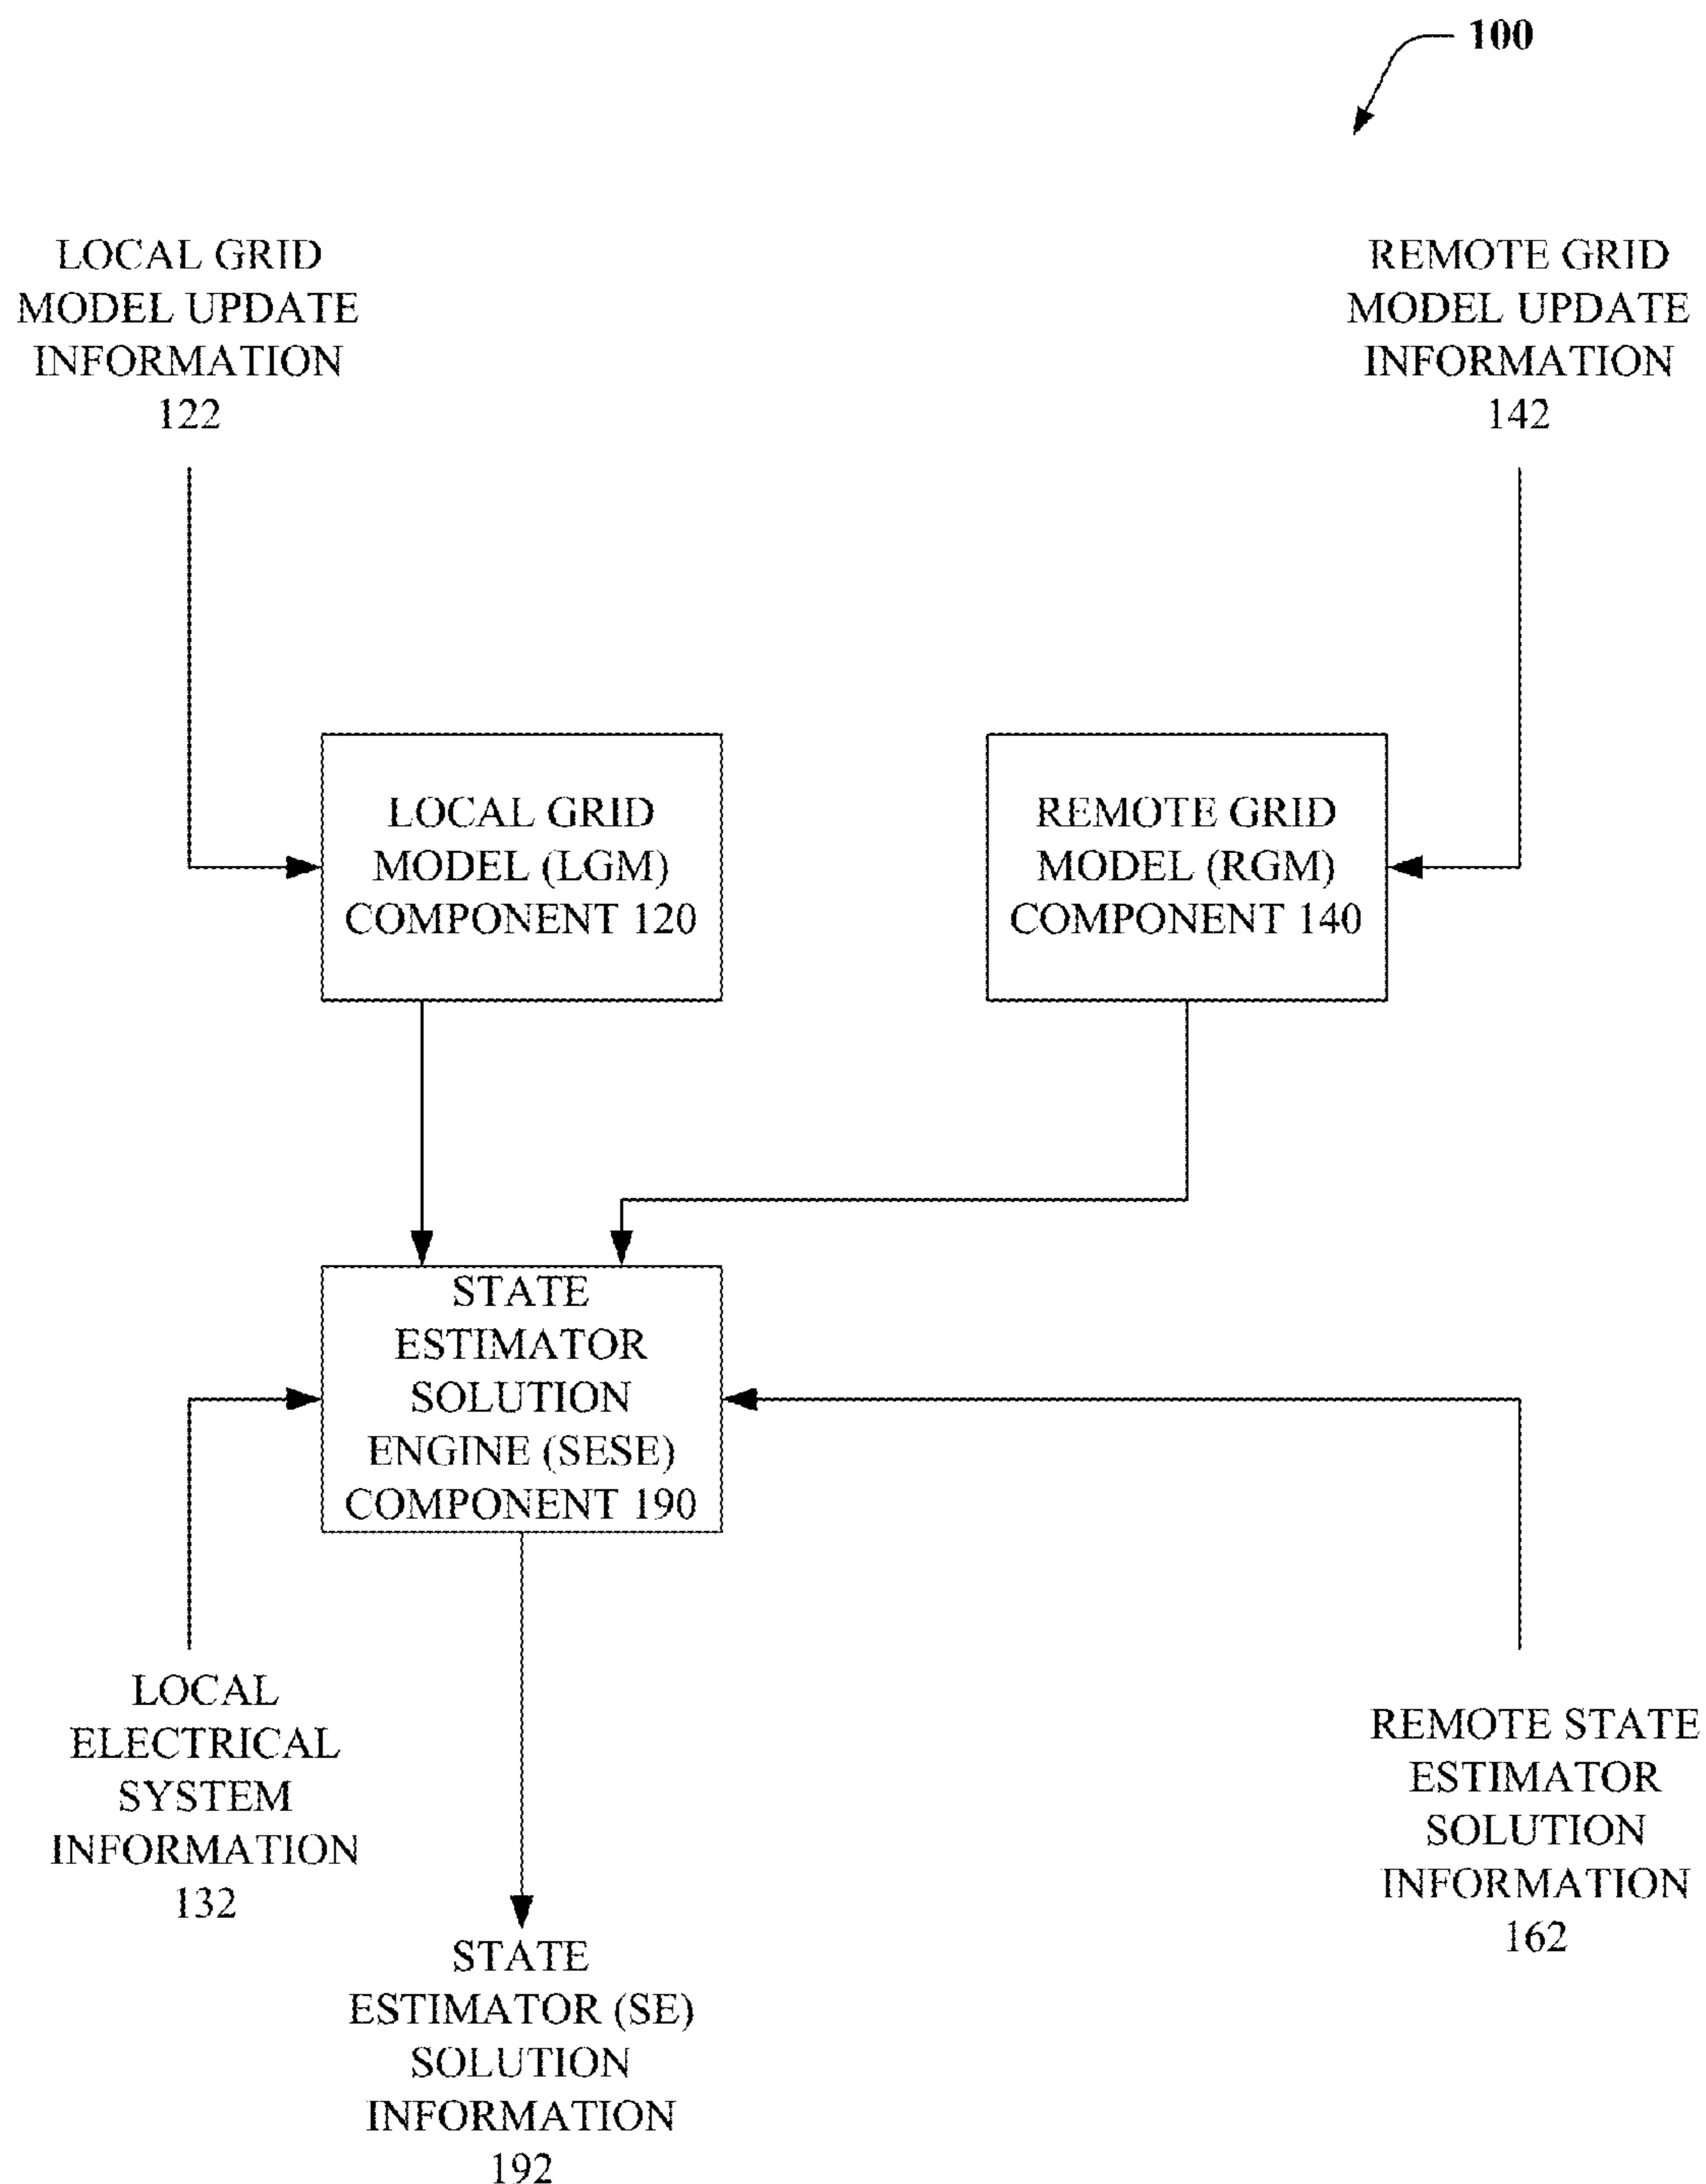 100
LOCAL GRID
MODEL UPDATE
INFORMATION
122
REMOTE GRID
MODEL UPDATE
INFORMATION
142
LOCAL GRID
MODEL (LGM)
COMPONENT 120
REMOTE GRID
MODEL (RGM)
COMPONENT 140
STATE
ESTIMATOR
SOLUTION
ENGINE (SESE)
COMPONENT 190
LOCAL
ELECTRICAL
SYSTEM
INFORMATION
132
REMOTE STATE
ESTIMATOR
SOLUTION
INFORMATION
162
STATE
ESTIMATOR (SE)
SOLUTION
INFORMATION
192